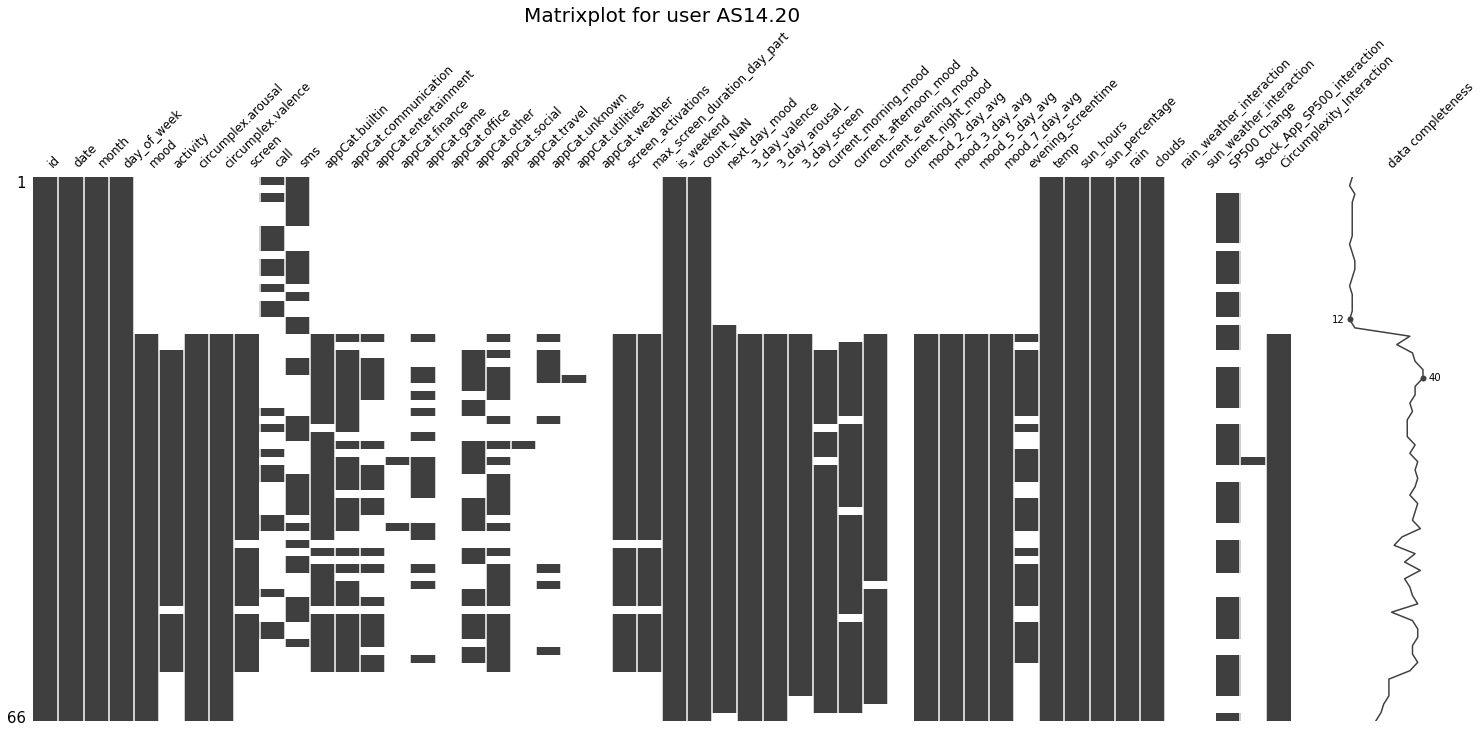 Matrixplot for user AS14.20
id
date
month
day_of_week
mood
activity
circumplex.arousal
circumplex.valence
screen
call
sms
appCat.builtin
appCat.communication
appCat.entertainment
appCat.finance
appCat.game
appCat.office
appCat.other
appCat.social
appCat.travel
appCat.unknown
appCat.utilities
appCat.weather
screen_activations
max_screen_duration_day_part
is_weekend
count_NaN
next_day_mood
3_day_valence
3_day_arousal_
3_day_screen
current_morning_mood
current_afternoon_mood
current_evening_mood
current_night_mood
mood_2_day_avg
mood_3_day_avg
mood_5_day_avg
mood_7_day_avg
evening_screentime
temp
sun_hours
sun_percentage
rain
clouds
rain_weather_interaction
sun_weather_interaction
SP500 Change
Stock_App_SP500_interaction
Circumplexity_Interaction
data completeness
1
12
40
66